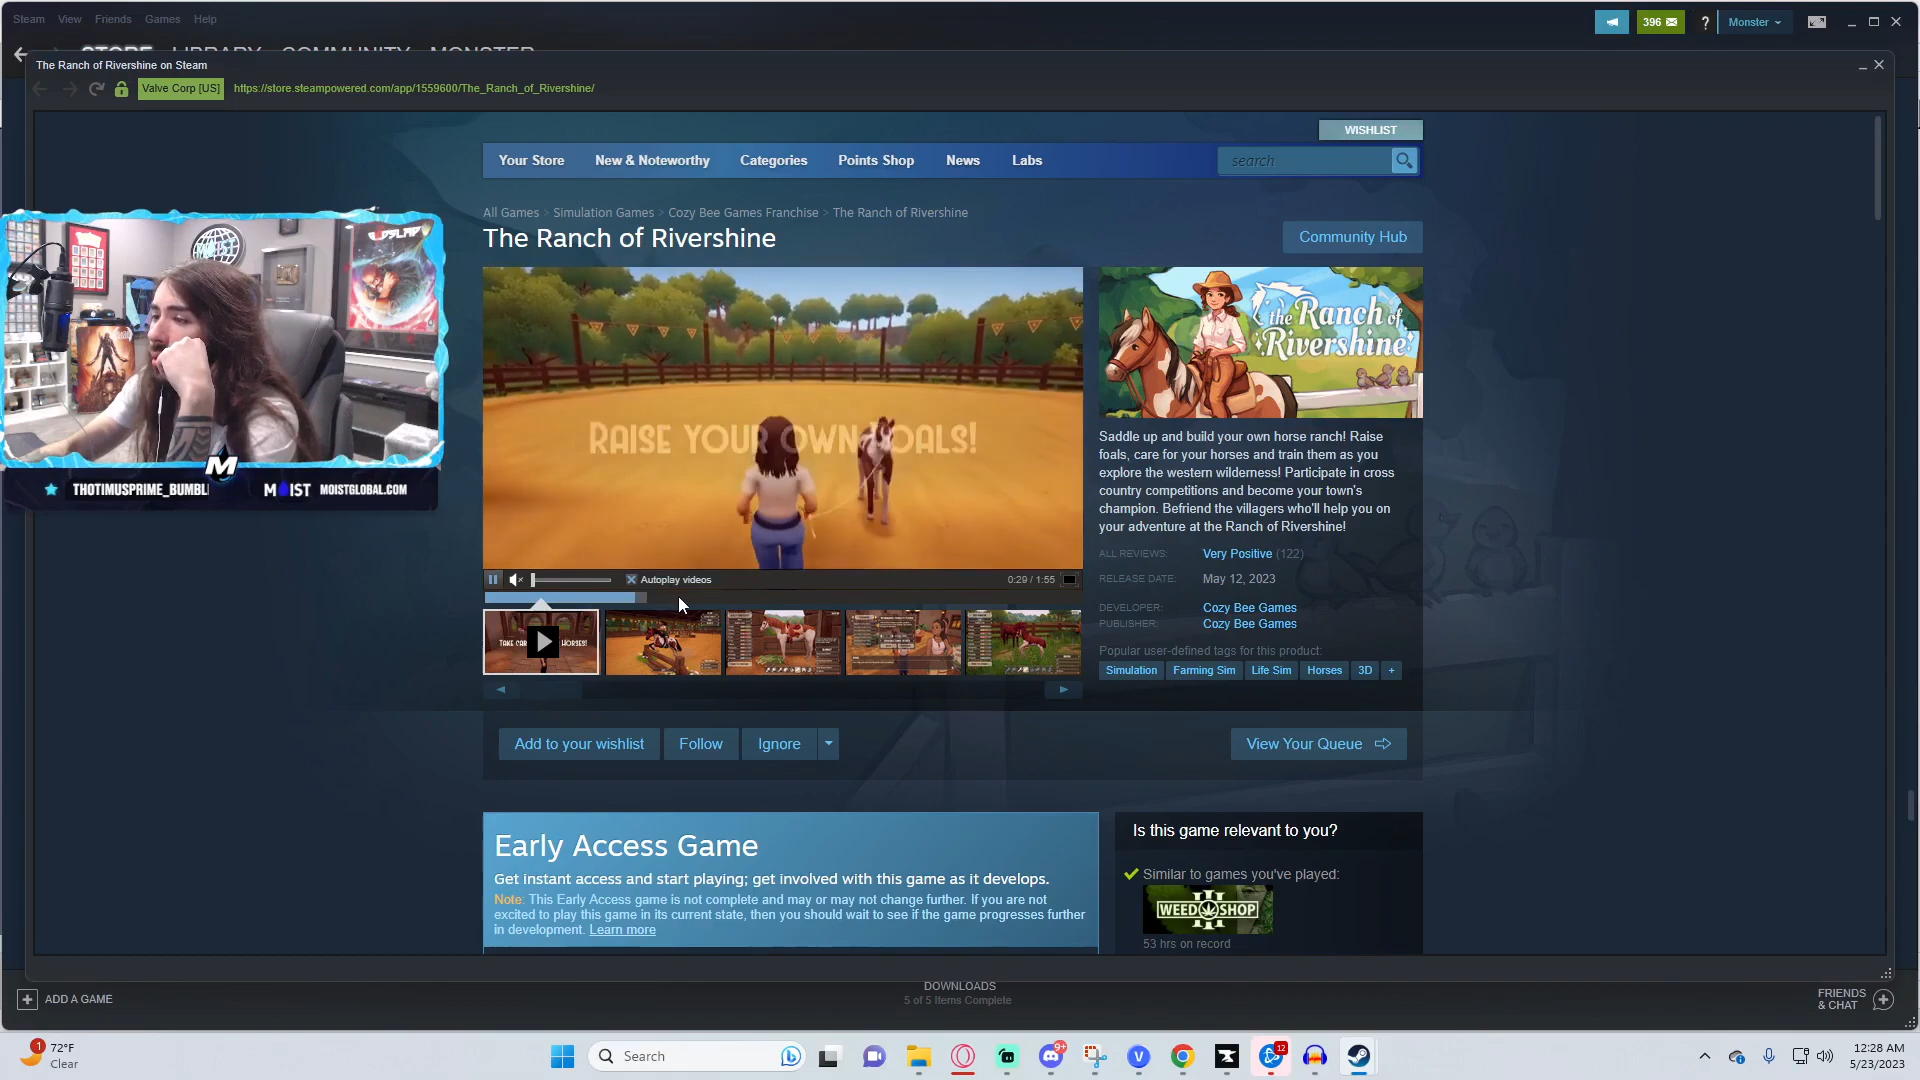 Steam View Friends Games Help
396 ? Monster
STORE LIBRARY COMMUNITY MONSTER
The Ranch of Rivershine on Steam
Valve Corp [US] https://store.steampowered.com/app/1559600/The_Ranch_of_Rivershine/
WISHLIST
Your Store New & Noteworthy Categories Points Shop News Labs search
All Games > Simulation Games > Cozy Bee Games Franchise > The Ranch of Rivershine
The Ranch of Rivershine
Community Hub
RAISE YOUR OWN FOALS!
the Ranch of
Rivershine
Saddle up and build your own horse ranch! Raise
foals, care for your horses and train them as you
explore the western wilderness! Participate in cross
country competitions and become your town's
champion. Befriend the villagers who'll help you on
your adventure at the Ranch of Rivershine!
ALL REVIEWS: Very Positive (122)
RELEASE DATE: May 12, 2023
DEVELOPER: Cozy Bee Games
PUBLISHER: Cozy Bee Games
Popular user-defined tags for this product:
Simulation Farming Sim Life Sim Horses 3D +
Autoplay videos 0:29 / 1:55
TAKE CAR HORSES!
M
THOTIMUSPRIME_BUMBL MOIST MOISTGLOBAL.COM
Add to your wishlist Follow Ignore View Your Queue
Early Access Game
Get instant access and start playing; get involved with this game as it develops.
Note: This Early Access game is not complete and may or may not change further. If you are not
excited to play this game in its current state, then you should wait to see if the game progresses further
in development. Learn more
Is this game relevant to you?
Similar to games you've played:
WEED SHOP
53 hrs on record
ADD A GAME
DOWNLOADS
5 of 5 Items Complete
FRIENDS
& CHAT
1
72°F
Clear
Search
9+
12
12:28 AM
5/23/2023